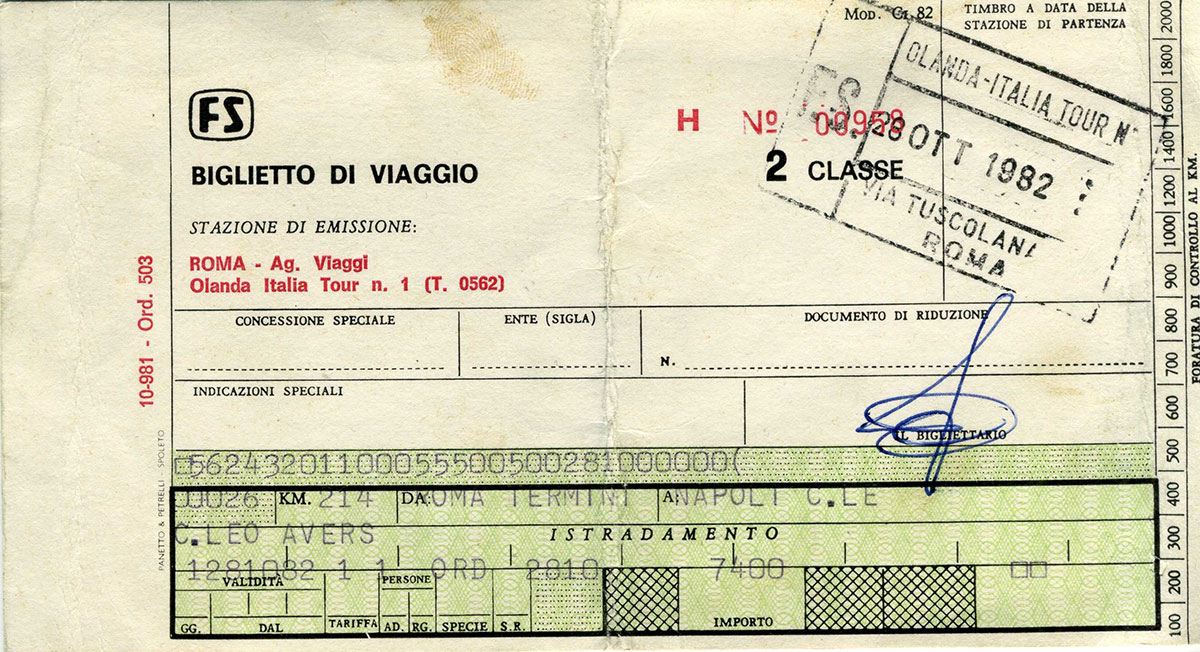 MOD. C1.82
TIMBRO A DATA DELLA
STAZIONE DI PARTENZA
FS
BIGLIETTO DI VIAGGIO
H Nº 00958
2 CLASSE
OLANDA-ITALIA TOUR Nº
F.S.
28 OTT 1982
VIA TUSCOLANA
ROMA
STAZIONE DI EMISSIONE:
ROMA - Ag. Viaggi
Olanda Italia Tour n. 1 (T. 0562)
CONCESSIONE SPECIALE
ENTE (SIGLA)
DOCUMENTO DI RIDUZIONE
N.
INDICAZIONI SPECIALI
IL BIGLIETTARIO
0026 KM. 214 DA: OMA TERMINI A: NAPOLI C.LE
C.LEO AVERS
ISTRADAMENTO
1281082 1 1 ORD 2810 7400
VALIDITÀ
PERSONE
GG. DAL TARIFFA AD. RG. SPECIE S.R. IMPORTO
10-981 - Ord. 503
PANETTO & PETRELLI SPOLETO
FORATURA DI CONTROLLO AL KM.
2000
1800
1600
1400
1200
1000
900
800
700
600
500
400
300
200
100